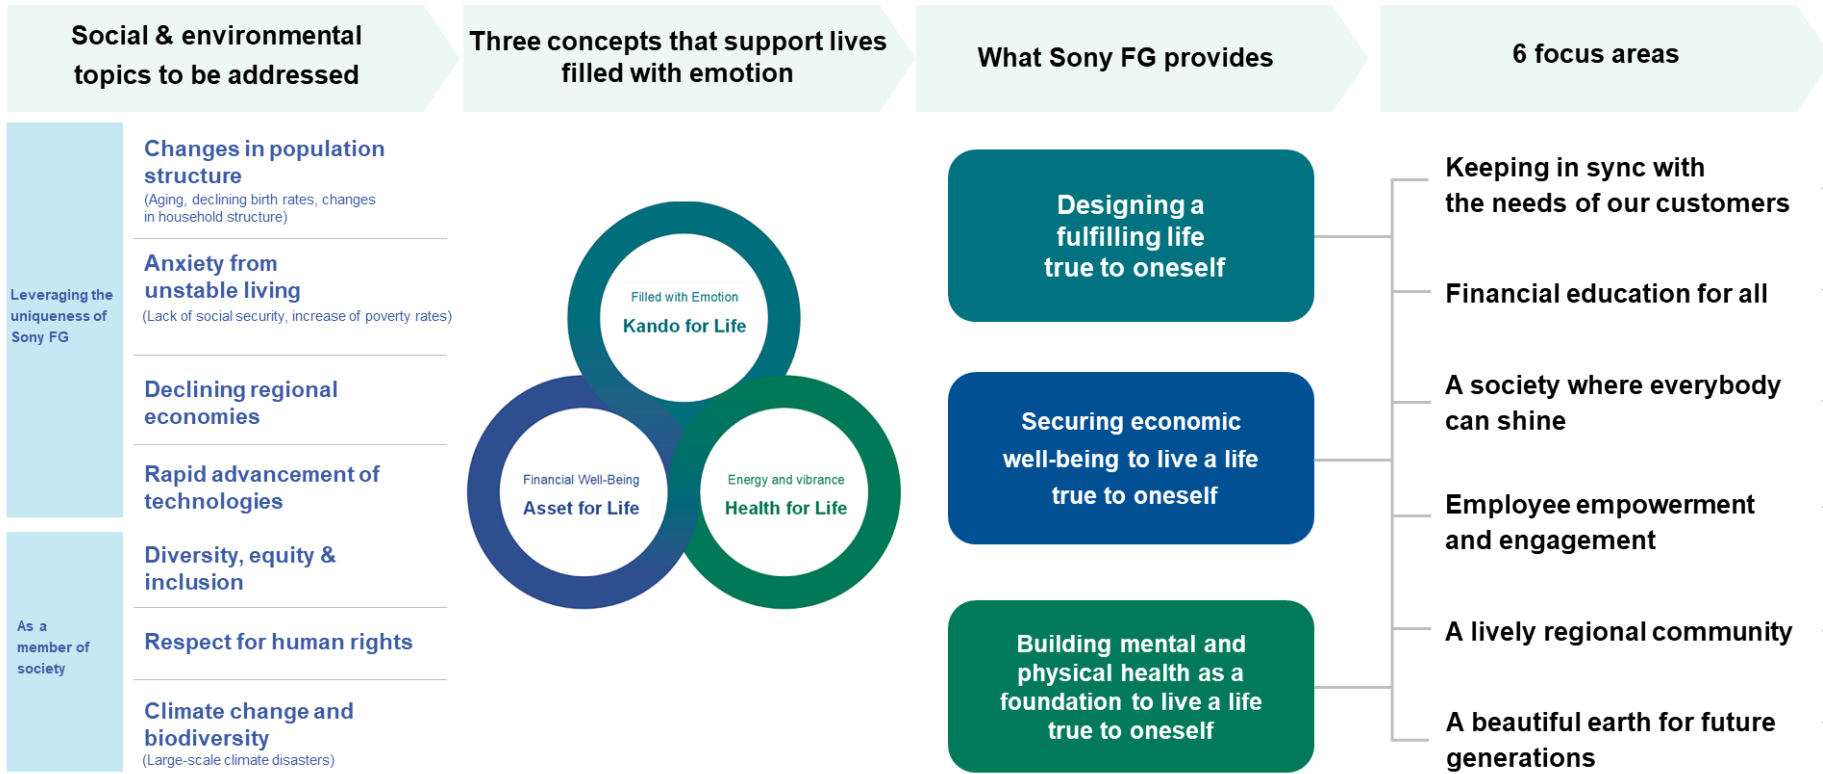 Social & environmental
topics to be addressed
Three concepts that support lives
filled with emotion
What Sony FG provides
6 focus areas
Leveraging the
uniqueness of
Sony FG
Changes in population
structure
(Aging, declining birth rates, changes
in household structure)
Anxiety from
unstable living
(Lack of social security, increase of poverty rates)
Declining regional
economies
Rapid advancement of
technologies
As a
member of
society
Diversity, equity &
inclusion
Respect for human rights
Climate change and
biodiversity
(Large-scale climate disasters)
Filled with Emotion
Kando for Life
Financial Well-Being
Asset for Life
Energy and vibrance
Health for Life
Designing a
fulfilling life
true to oneself
Securing economic
well-being to live a life
true to oneself
Building mental and
physical health as a
foundation to live a life
true to oneself
Keeping in sync with
the needs of our customers
Financial education for all
A society where everybody
can shine
Employee empowerment
and engagement
A lively regional community
A beautiful earth for future
generations